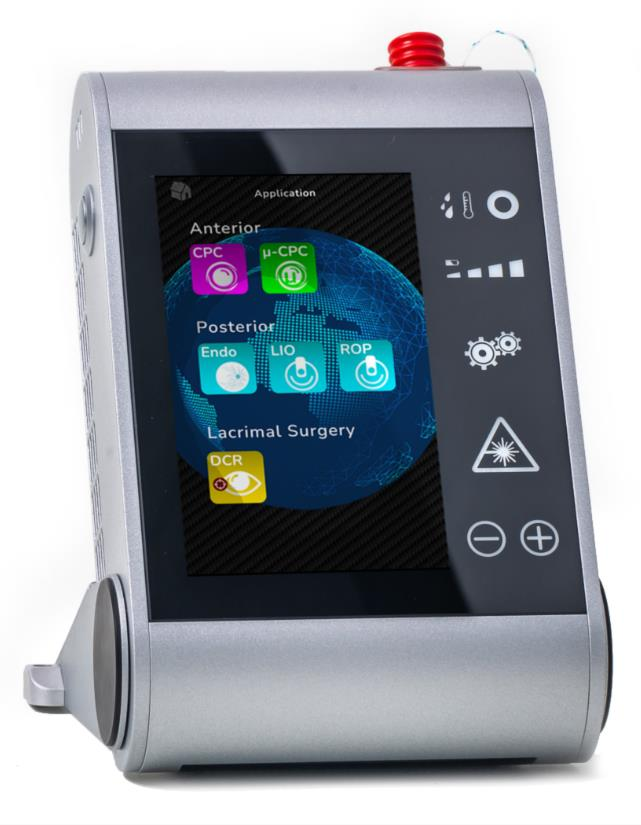 Application
Anterior
CPC
µ-CPC
Posterior
Endo
LIO
ROP
Lacrimal Surgery
DCR